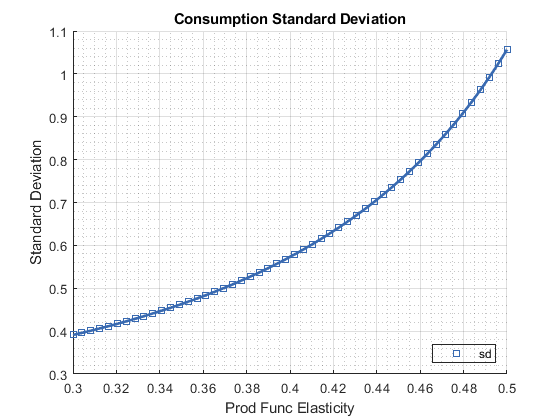 Consumption Standard Deviation
1.1
1
0.9
0.8
0.7
0.6
0.5
0.4
0.3
Standard Deviation
sd
0.3 0.32 0.34 0.36 0.38 0.4 0.42 0.44 0.46 0.48 0.5
Prod Func Elasticity